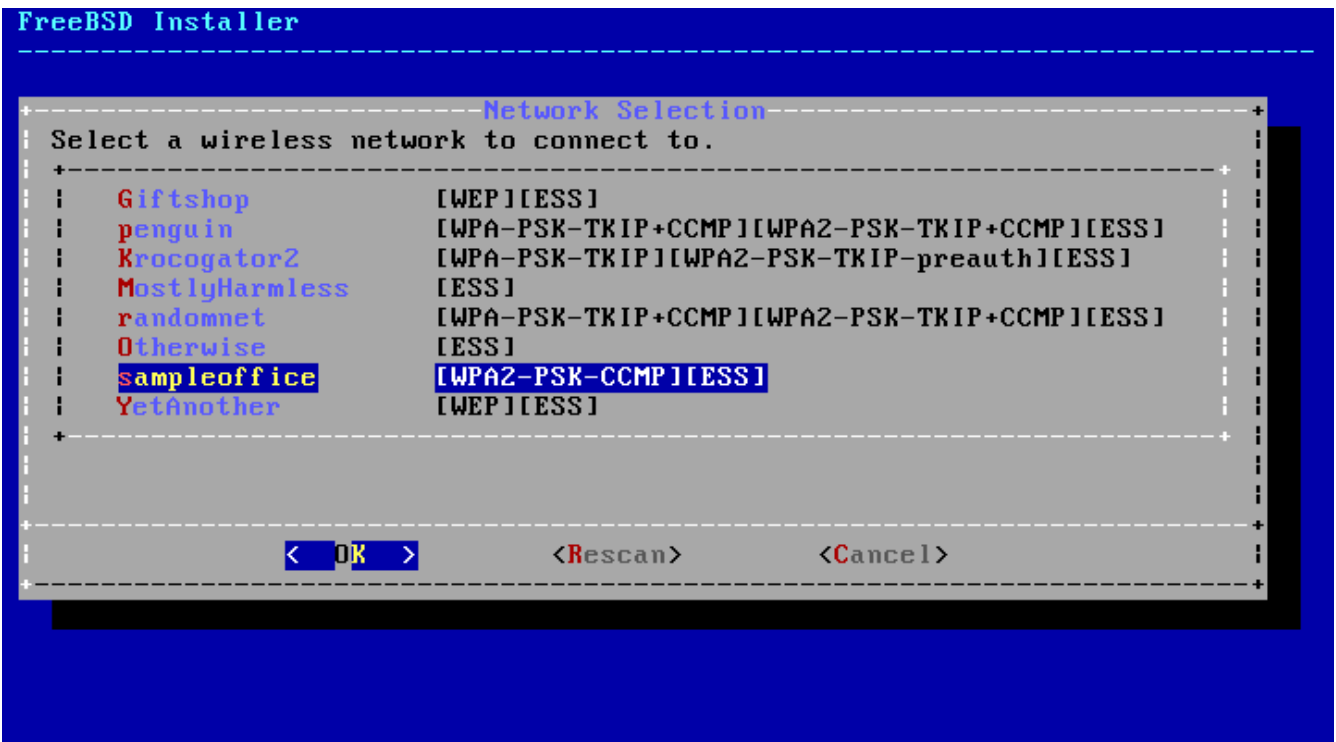 FreeBSD Installer
Network Selection
Select a wireless network to connect to.
Giftshop [WEP][ESS]
penguin [WPA-PSK-TKIP+CCMP][WPA2-PSK-TKIP+CCMP][ESS]
Krocogator2 [WPA-PSK-TKIP][WPA2-PSK-TKIP-preauth][ESS]
MostlyHarmless [ESS]
randomnet [WPA-PSK-TKIP+CCMP][WPA2-PSK-TKIP+CCMP][ESS]
Otherwise [ESS]
sampleoffice [WPA2-PSK-CCMP][ESS]
YetAnother [WEP][ESS]
< OK > <Rescan> <Cancel>